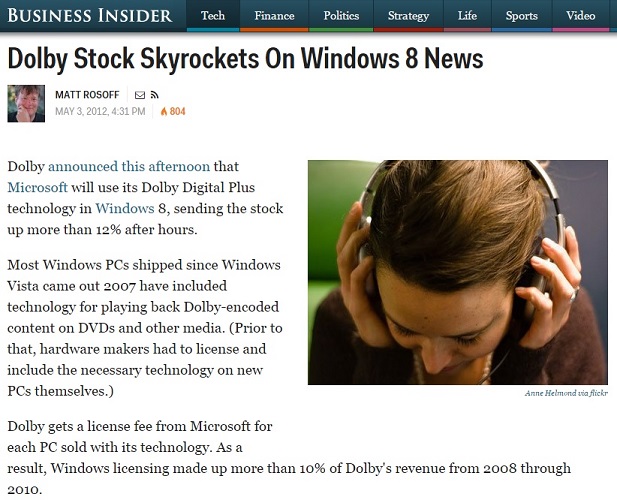 BUSINESS INSIDER
Tech
Finance
Politics
Strategy
Life
Sports
Video
Dolby Stock Skyrockets On Windows 8 News
MATT ROSOFF
MAY 3, 2012, 4:31 PM
804
Dolby announced this afternoon that
Microsoft will use its Dolby Digital Plus
technology in Windows 8, sending the stock
up more than 12% after hours.
Most Windows PCs shipped since Windows
Vista came out 2007 have included
technology for playing back Dolby-encoded
content on DVDs and other media. (Prior to
that, hardware makers had to license and
include the necessary technology on new
PCs themselves.)
Anne Helmond via flickr
Dolby gets a license fee from Microsoft for
each PC sold with its technology. As a
result, Windows licensing made up more than 10% of Dolby's revenue from 2008 through
2010.